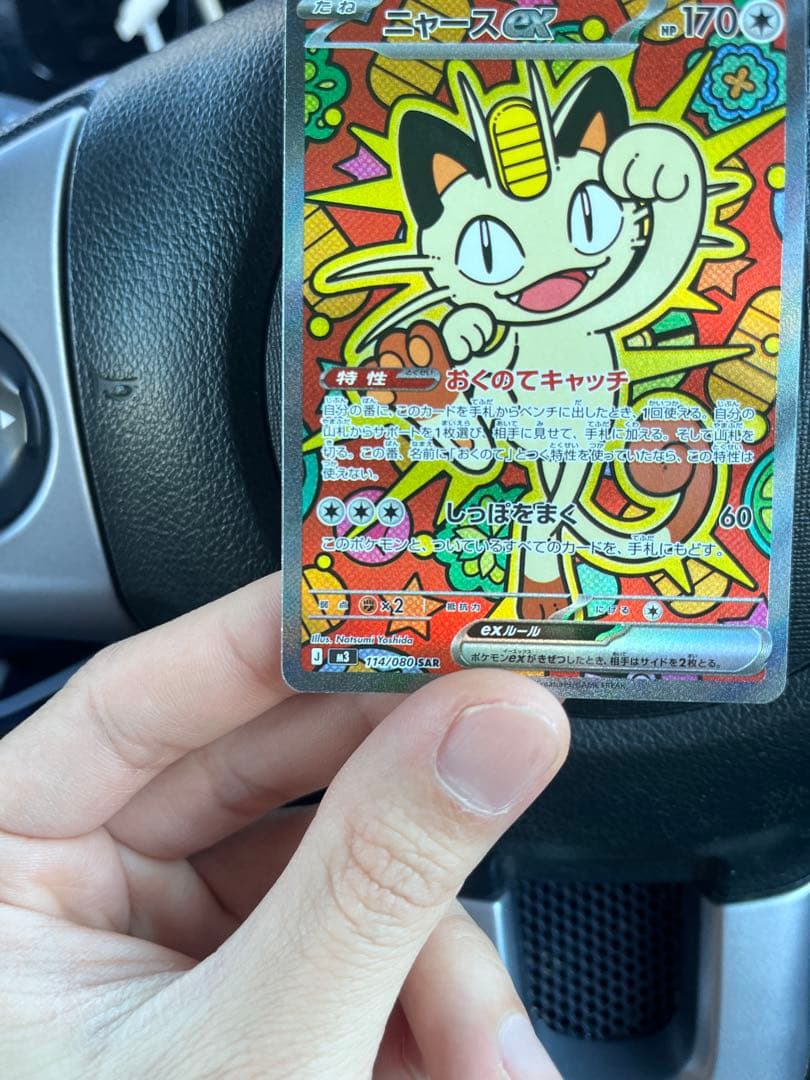 たね ニャースex HP 170
特性 とくせい おくのてキャッチ
自分の番に、このカードを手札からベンチに出したとき、1回使える。自分の
山札からサポートを1枚選び、相手に見せて、手札に加える。そして山札を
切る。この番、名前に「おくのて」とつく特性を使っていたなら、この特性は
使えない。
しっぽをまく 60
このポケモンと、ついているすべてのカードを、手札にもどす。
弱点 ×2 抵抗力 にげる
Illus. Natsumi Yoshida
exルール
ポケモンexがきぜつしたとき、相手はサイドを2枚とる。
J M3 114/080 SAR